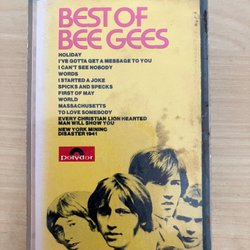 BEST OF
BEE GEES
HOLIDAY
I'VE GOTTA GET A MESSAGE TO YOU
I CAN'T SEE NOBODY
WORDS
I STARTED A JOKE
SPICKS AND SPECKS
FIRST OF MAY
WORLD
MASSACHUSETTS
TO LOVE SOMEBODY
EVERY CHRISTIAN LION HEARTED
MAN WILL SHOW YOU
NEW YORK MINING
DISASTER 1941
Polydor